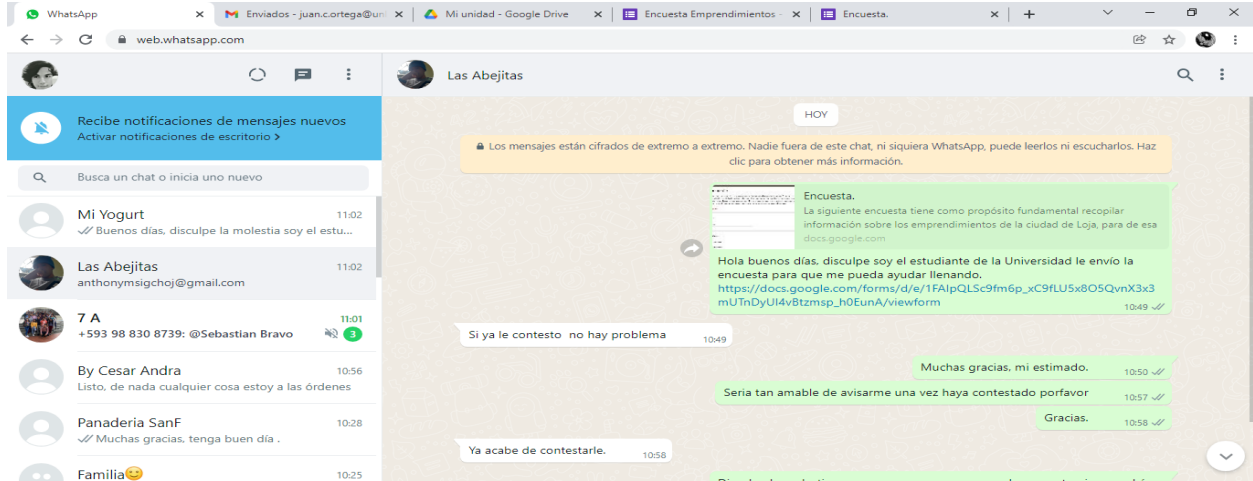 WhatsApp
Enviados - juan.c.ortega@uni
Mi unidad - Google Drive
Encuesta Emprendimientos -
Encuesta.
web.whatsapp.com
Las Abejitas
Recibe notificaciones de mensajes nuevos
Activar notificaciones de escritorio >
Busca un chat o inicia uno nuevo
Mi Yogurt 11:02
Buenos días, disculpe la molestia soy el estu...
Las Abejitas 11:02
anthonymsigchoj@gmail.com
7 A 11:01
+593 98 830 8739: @Sebastian Bravo 3
By Cesar Andra 10:56
Listo, de nada cualquier cosa estoy a las órdenes
Panaderia SanF 10:28
Muchas gracias, tenga buen día .
Familia😊 10:25
HOY
Los mensajes están cifrados de extremo a extremo. Nadie fuera de este chat, ni siquiera WhatsApp, puede leerlos ni escucharlos. Haz
clic para obtener más información.
Encuesta.
La siguiente encuesta tiene como propósito fundamental recopilar
información sobre los emprendimientos de la ciudad de Loja, para de esa
docs.google.com
Hola buenos días, disculpe soy el estudiante de la Universidad le envío la
encuesta para que me pueda ayudar llenando.
https://docs.google.com/forms/d/e/1FAIpQLSc9fm6p_xC9fLU5x8O5QvnX3x3
mUTnDyUl4vBtzmsp_h0EunA/viewform
10:49
Si ya le contesto no hay problema 10:49
Muchas gracias, mi estimado. 10:50
Seria tan amable de avisarme una vez haya contestado porfavor 10:57
Gracias. 10:58
Ya acabe de contestarle. 10:58